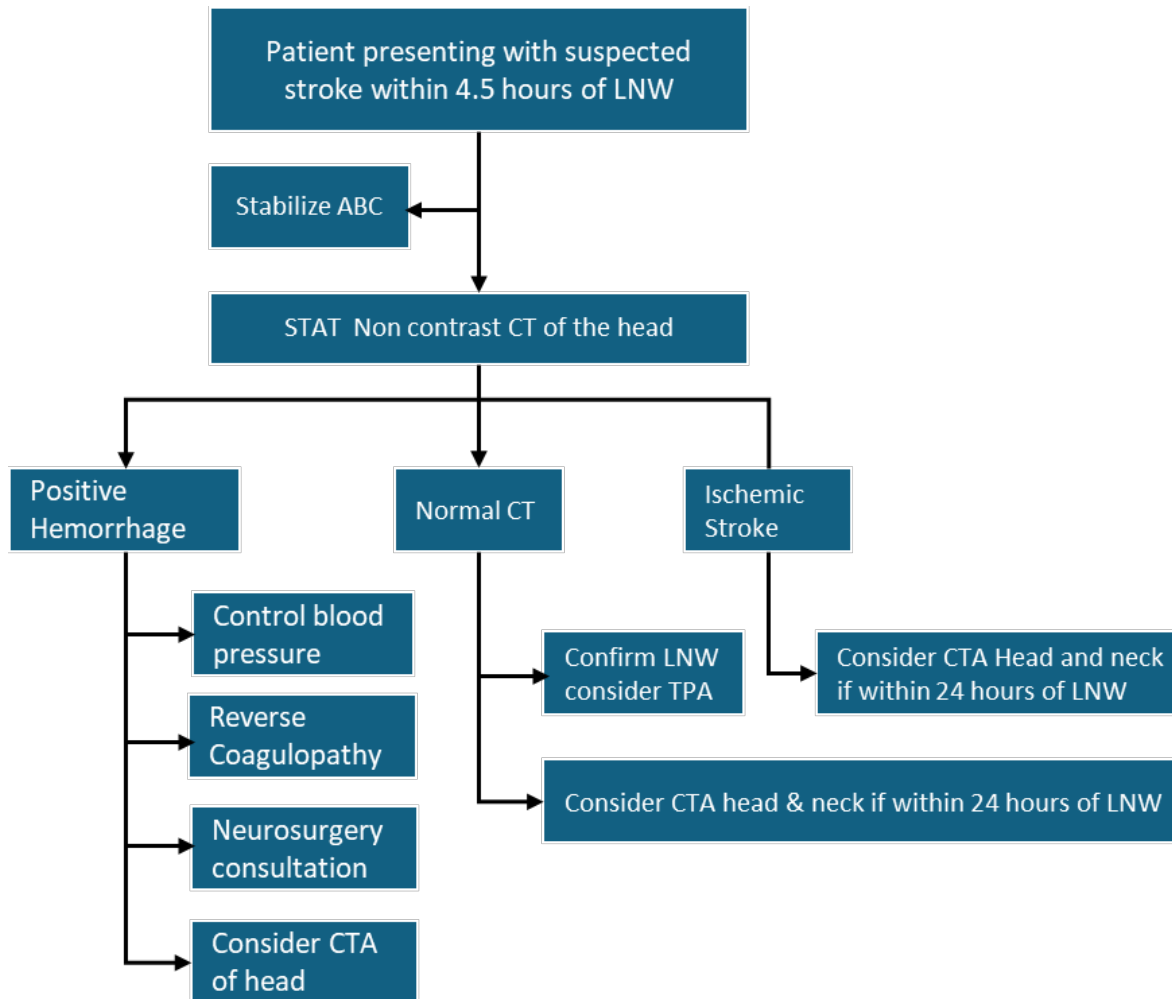 Patient presenting with suspected
stroke within 4.5 hours of LNW
Stabilize ABC
STAT  Non contrast CT of the head
Positive
Hemorrhage
Normal CT
Ischemic
Stroke
Control blood
pressure
Reverse
Coagulopathy
Neurosurgery
consultation
Consider CTA
of head
Confirm LNW
consider TPA
Consider CTA head & neck if within 24 hours of LNW
Consider CTA Head and neck
if within 24 hours of LNW